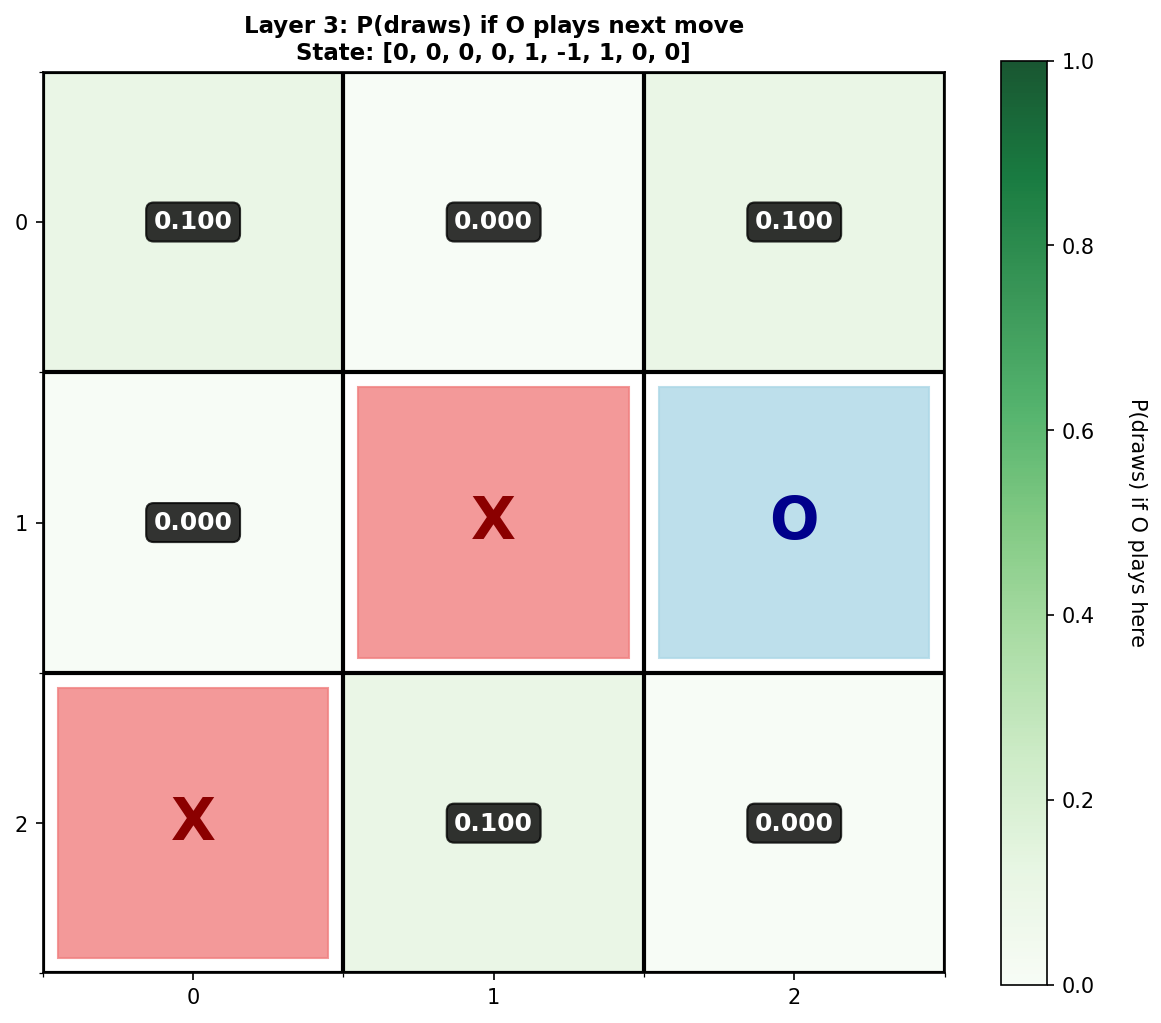 Layer 3: P(draws) if O plays next move
State: [0, 0, 0, 0, 1, -1, 1, 0, 0]
0.100 0.000 0.100
0.000 X O
X 0.100 0.000
0
1
2
0 1 2
1.0
0.8
0.6
0.4
0.2
0.0
P(draws) if O plays here